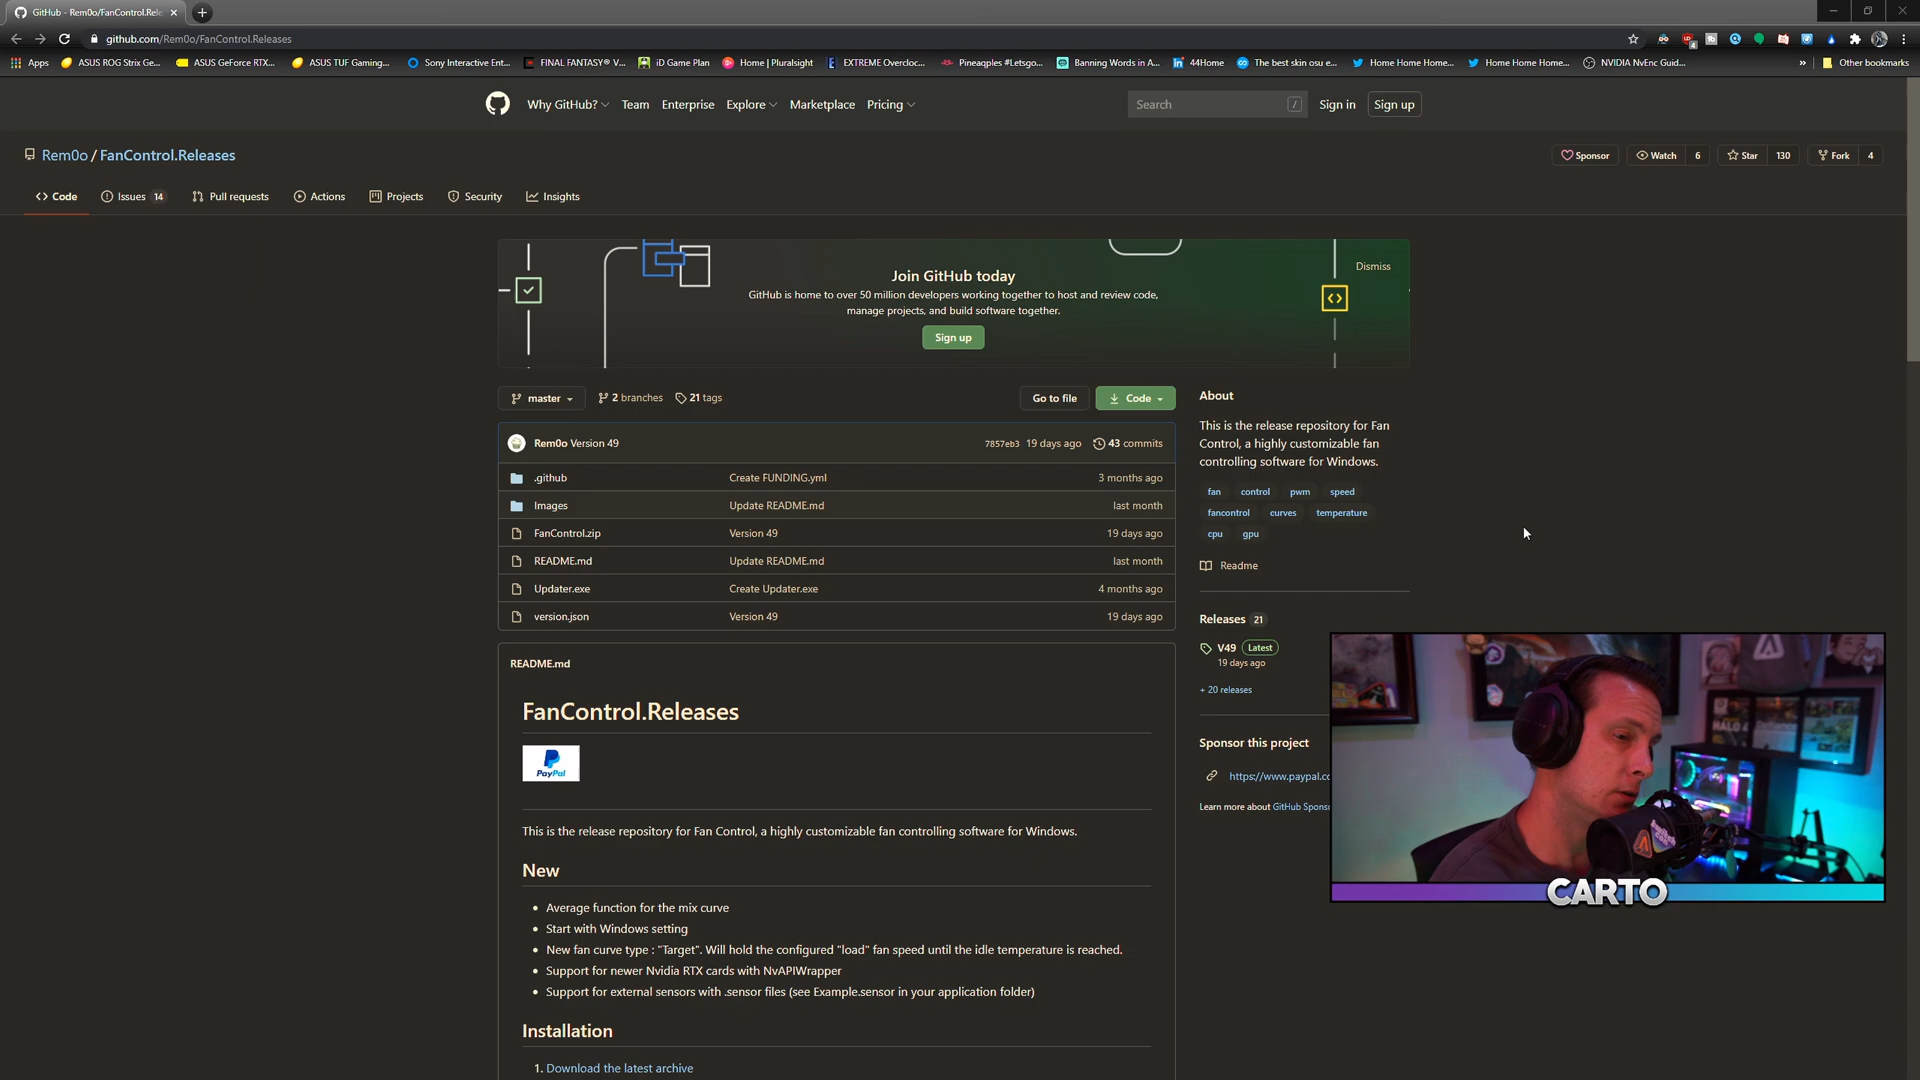 GitHub - Rem0o/FanControl.Rele
github.com/Rem0o/FanControl.Releases
Apps
ASUS ROG Strix Ge...
ASUS GeForce RTX...
ASUS TUF Gaming...
Sony Interactive Ent...
FINAL FANTASY® V...
iD Game Plan
Home | Pluralsight
EXTREME Overcloc...
Pineaqples #Letsgo...
Banning Words in A...
44Home
The best skin osu e...
Home Home Home...
Home Home Home...
NVIDIA NvEnc Guid...
»
Other bookmarks
Why GitHub?
Team
Enterprise
Explore
Marketplace
Pricing
Search /
Sign in
Sign up
Rem0o / FanControl.Releases
Sponsor
Watch 6
Star 130
Fork 4
Code
Issues 14
Pull requests
Actions
Projects
Security
Insights
Join GitHub today
Dismiss
GitHub is home to over 50 million developers working together to host and review code,
manage projects, and build software together.
Sign up
master
2 branches
21 tags
Go to file
Code
Rem0o Version 49 7857eb3 19 days ago 43 commits
.github Create FUNDING.yml 3 months ago
Images Update README.md last month
FanControl.zip Version 49 19 days ago
README.md Update README.md last month
Updater.exe Create Updater.exe 4 months ago
version.json Version 49 19 days ago
About
This is the release repository for Fan
Control, a highly customizable fan
controlling software for Windows.
fan control pwm speed
fancontrol curves temperature
cpu gpu
Readme
Releases 21
V49 Latest
19 days ago
+ 20 releases
Sponsor this project
https://www.paypal.co
Learn more about GitHub Sponso
README.md
FanControl.Releases
PayPal
This is the release repository for Fan Control, a highly customizable fan controlling software for Windows.
New
• Average function for the mix curve
• Start with Windows setting
• New fan curve type : "Target". Will hold the configured "load" fan speed until the idle temperature is reached.
• Support for newer Nvidia RTX cards with NvAPIWrapper
• Support for external sensors with .sensor files (see Example.sensor in your application folder)
Installation
1. Download the latest archive
CARTO